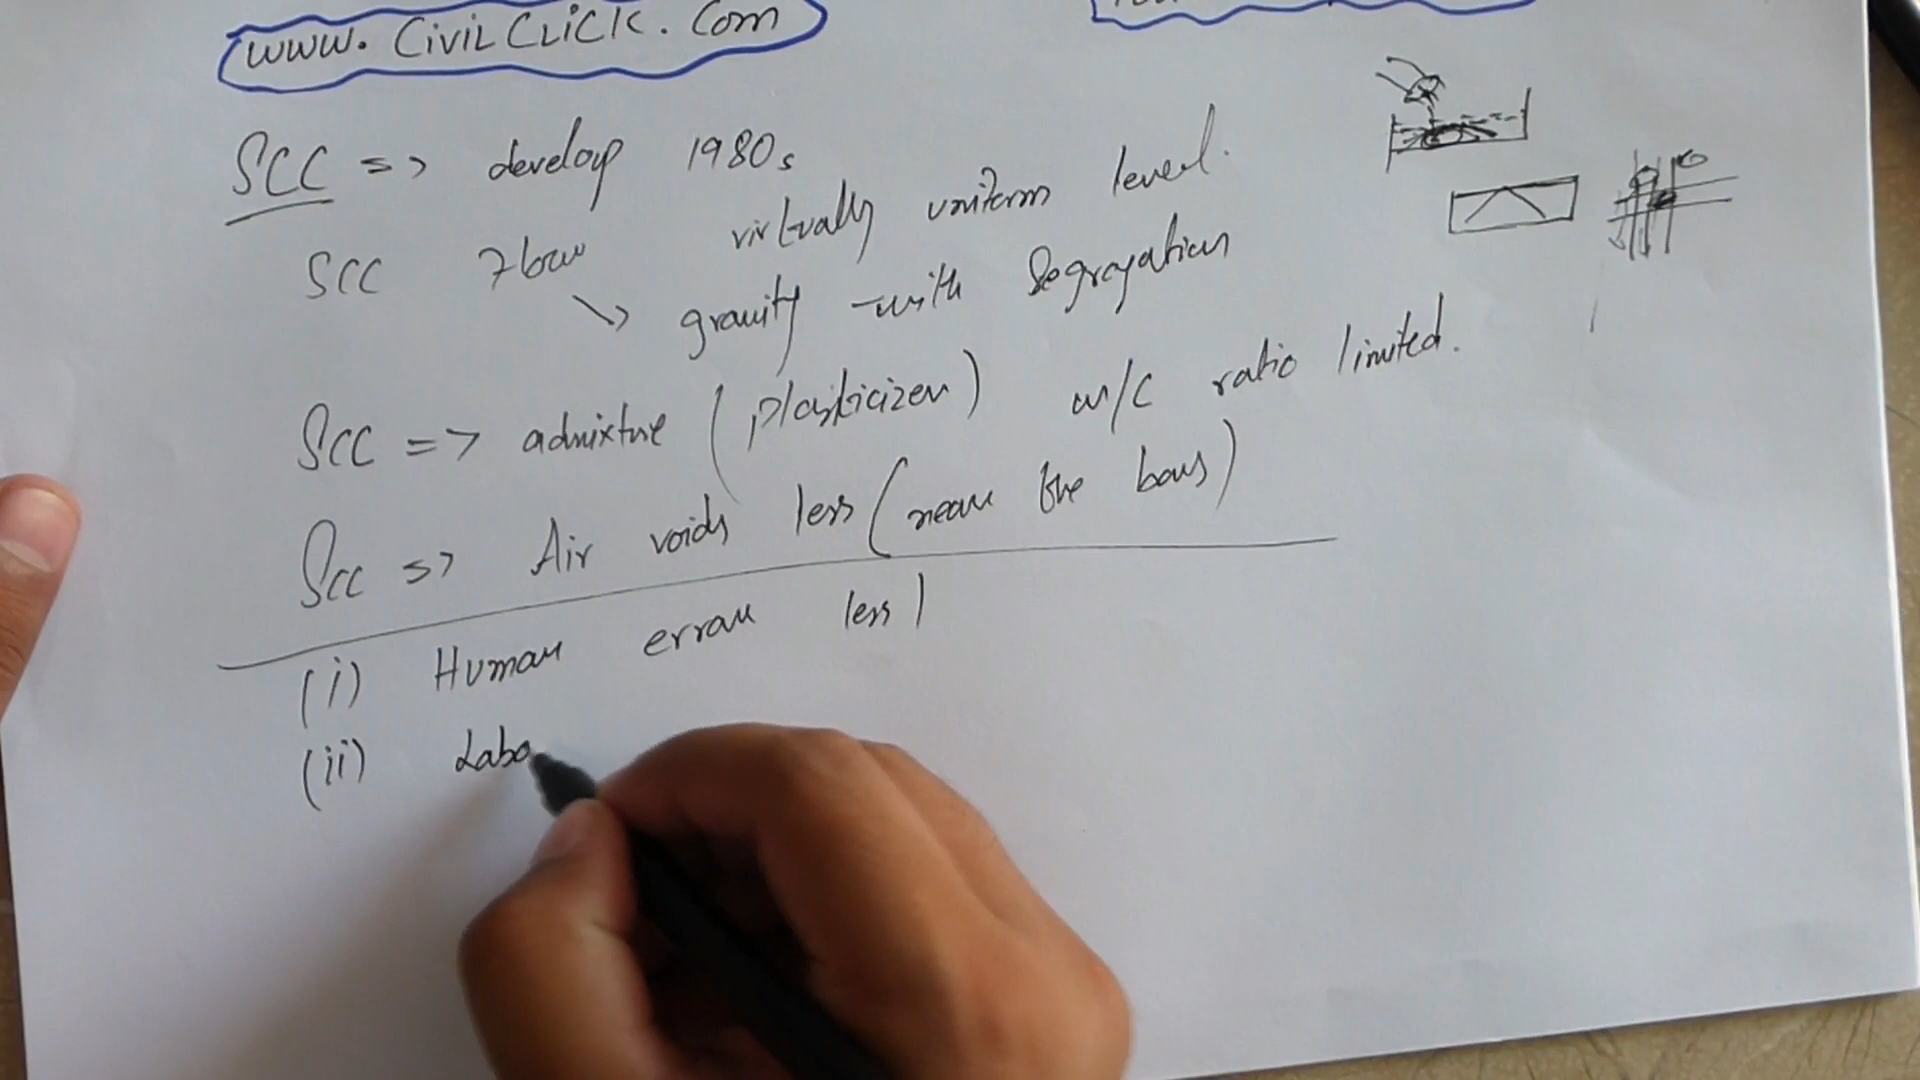 www. CiviL CLiCK. Com
SCC => develop 1980s
SCC flow virtually uniform level.
gravity with Segregation
SCC => admixture (plasticizer) w/c ratio limited.
SCC => Air voids less (near the bars)
(i) Human error less
(ii) Labo